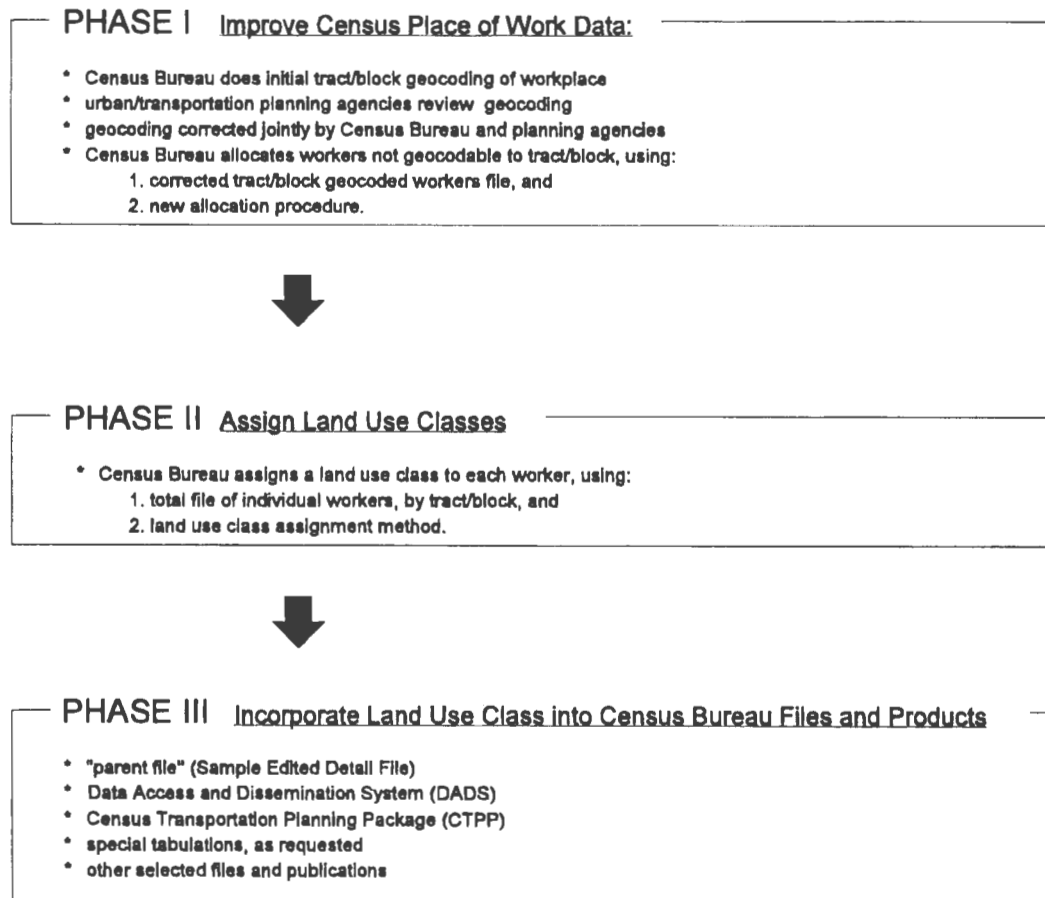 PHASE I Improve Census Place of Work Data:
* Census Bureau does initial tract/block geocoding of workplace
* urban/transportation planning agencies review geocoding
* geocoding corrected jointly by Census Bureau and planning agencies
* Census Bureau allocates workers not geocodable to tract/block, using:
1. corrected tract/block geocoded workers file, and
2. new allocation procedure.
PHASE II Assign Land Use Classes
* Census Bureau assigns a land use class to each worker, using:
1. total file of individual workers, by tract/block, and
2. land use class assignment method.
PHASE III Incorporate Land Use Class into Census Bureau Files and Products
* "parent file" (Sample Edited Detail File)
* Data Access and Dissemination System (DADS)
* Census Transportation Planning Package (CTPP)
* special tabulations, as requested
* other selected files and publications